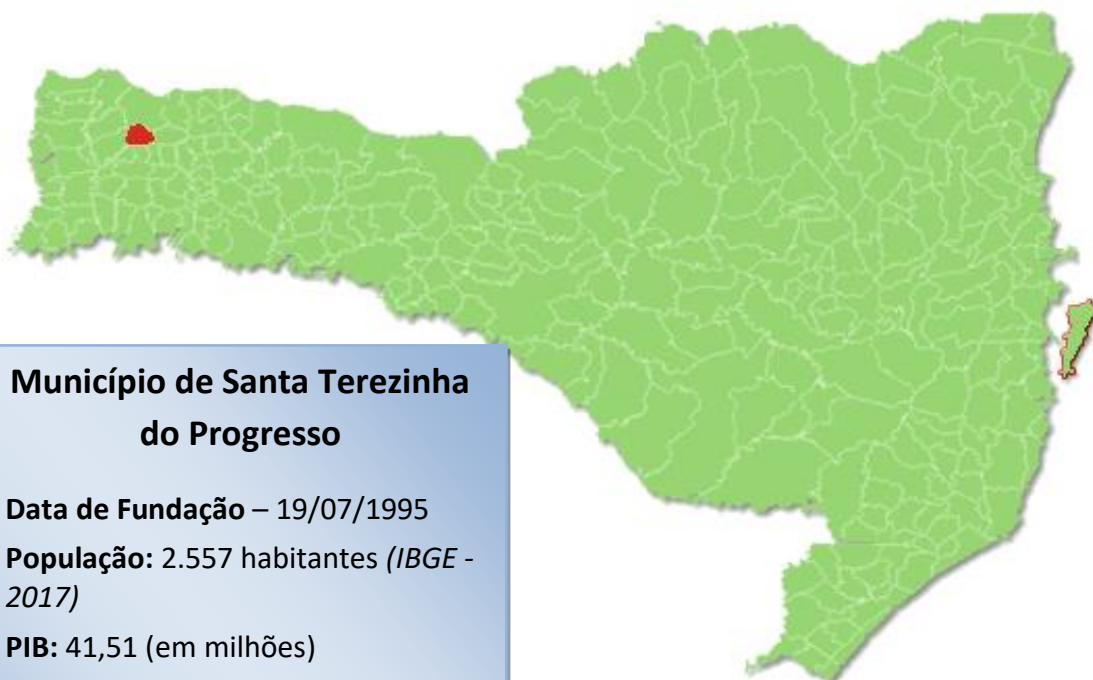 Município de Santa Terezinha
do Progresso
Data de Fundação – 19/07/1995
População: 2.557 habitantes (IBGE -
2017)
PIB: 41,51 (em milhões)